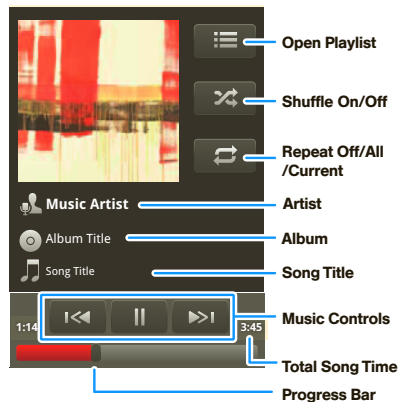 Open Playlist
Shuffle On/Off
Repeat Off/All
/Current
Music Artist
Artist
Album Title
Album
Song Title
Song Title
Music Controls
1:14
3:45
Total Song Time
Progress Bar